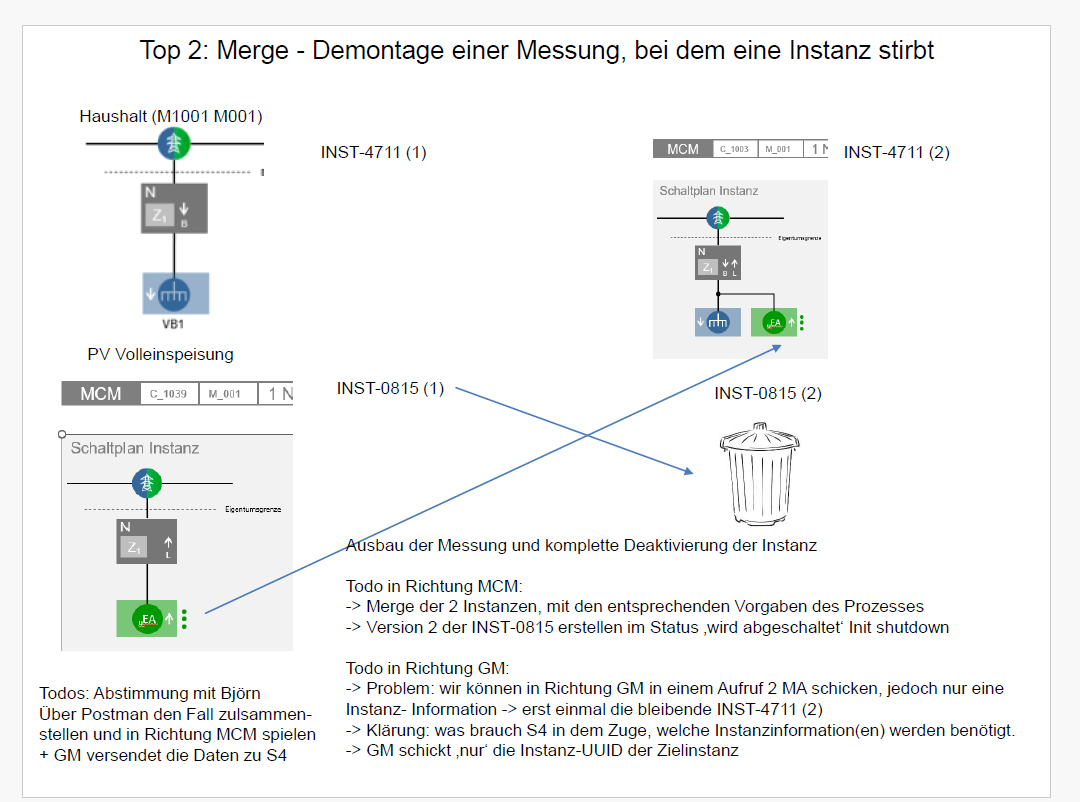 Top 2: Merge - Demontage einer Messung, bei dem eine Instanz stirbt
Haushalt (M1001 M001)
INST-4711 (1)
N
Z1
B
VB1
PV Volleinspeisung
MCM C_1039 M_001 1 N
INST-0815 (1)
Schaltplan Instanz
Eigentumsgrenze
N
Z1
L
EA
MCM C_1003 M_001 1 N
INST-4711 (2)
Schaltplan Instanz
Eigentumsgrenze
N
Z1
B L
EA
INST-0815 (2)
Ausbau der Messung und komplette Deaktivierung der Instanz
Todo in Richtung MCM:
-> Merge der 2 Instanzen, mit den entsprechenden Vorgaben des Prozesses
-> Version 2 der INST-0815 erstellen im Status ‚wird abgeschaltet‘ Init shutdown
Todo in Richtung GM:
-> Problem: wir können in Richtung GM in einem Aufruf 2 MA schicken, jedoch nur eine
Instanz- Information -> erst einmal die bleibende INST-4711 (2)
-> Klärung: was brauch S4 in dem Zuge, welche Instanzinformation(en) werden benötigt.
-> GM schickt ‚nur‘ die Instanz-UUID der Zielinstanz
Todos: Abstimmung mit Björn
Über Postman den Fall zulsammen-
stellen und in Richtung MCM spielen
+ GM versendet die Daten zu S4